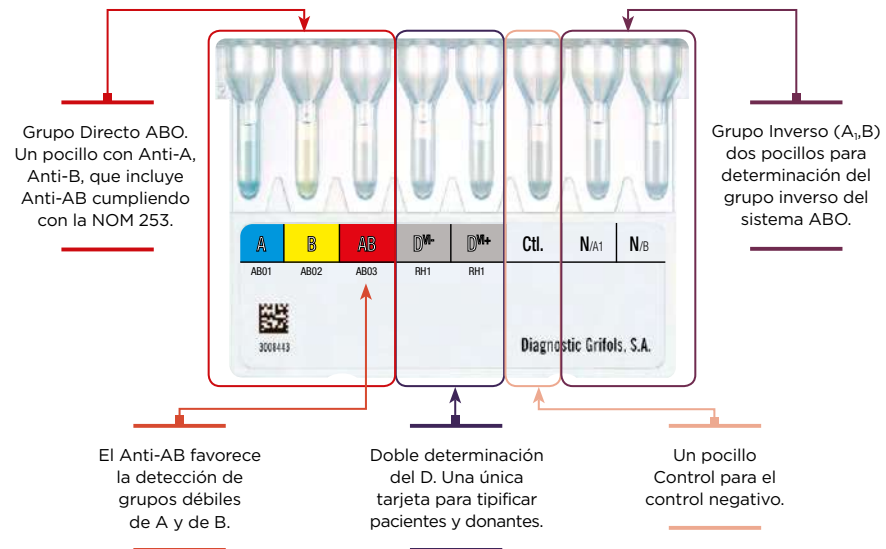 Grupo Directo ABO.
Un pocillo con Anti-A,
Anti-B, que incluye
Anti-AB cumpliendo
con la NOM 253.
Grupo Inverso (A₁,B)
dos pocillos para
determinación del
grupo inverso del
sistema ABO.
A B AB Dᵛᴵ⁻ Dᵛᴵ⁺ Ctl. N/A1 N/B
AB01 AB02 AB03 RH1 RH1
3008443
Diagnostic Grifols, S.A.
El Anti-AB favorece
la detección de
grupos débiles
de A y de B.
Doble determinación
del D. Una única
tarjeta para tipificar
pacientes y donantes.
Un pocillo
Control para el
control negativo.